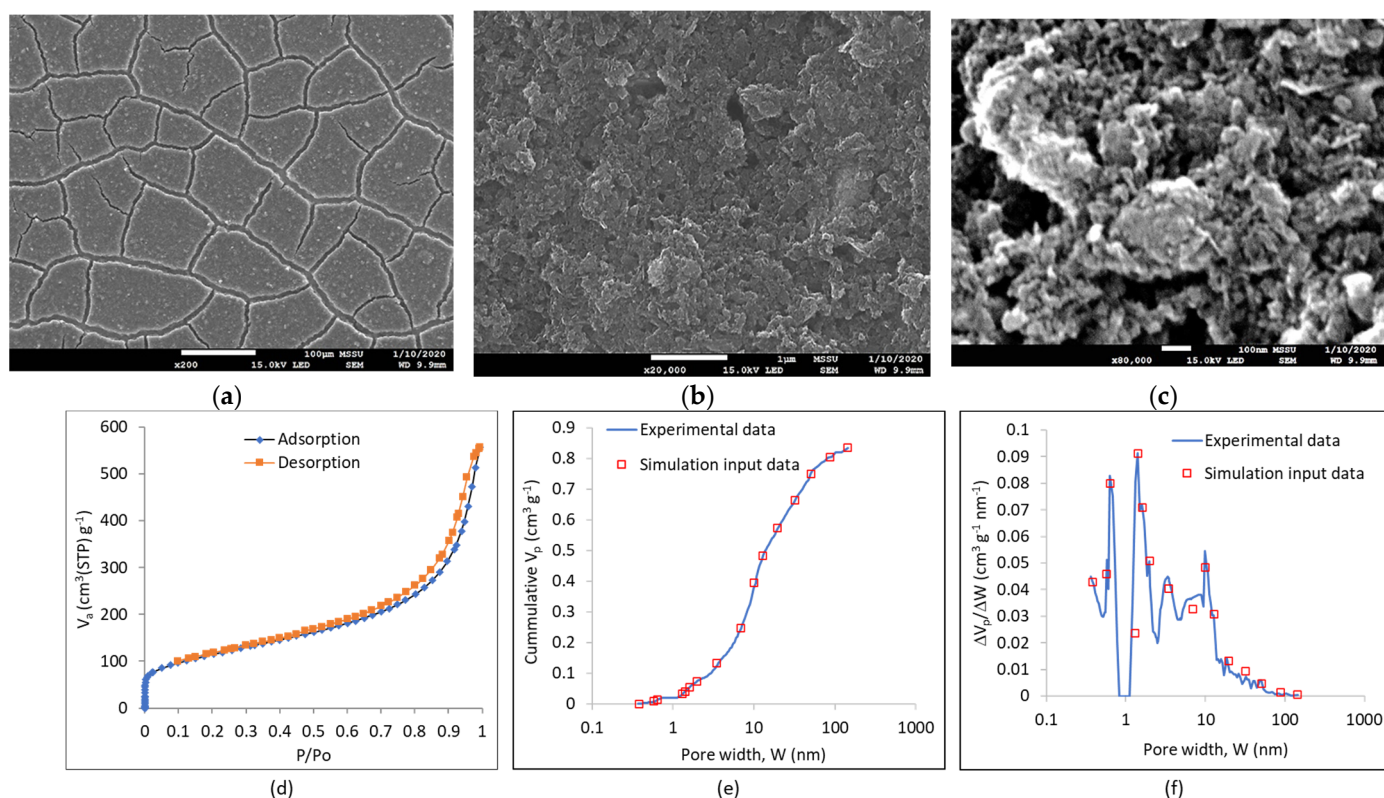 100µm MSSU 1/10/2020
x200 15.0kV LED SEM WD 9.9mm
(a)
1µm MSSU 1/10/2020
x20,000 15.0kV LED SEM WD 9.9mm
(b)
100nm MSSU 1/10/2020
x80,000 15.0kV LED SEM WD 9.9mm
(c)
600
500
400
300
200
100
0
Va (cm³(STP) g⁻¹)
Adsorption
Desorption
0 0.1 0.2 0.3 0.4 0.5 0.6 0.7 0.8 0.9 1
P/Po
(d)
0.9
0.8
0.7
0.6
0.5
0.4
0.3
0.2
0.1
0
Cummulative Vp (cm³ g⁻¹)
Experimental data
Simulation input data
0.1 1 10 100 1000
Pore width, W (nm)
(e)
0.1
0.09
0.08
0.07
0.06
0.05
0.04
0.03
0.02
0.01
0
ΔVp/ΔW (cm³ g⁻¹ nm⁻¹)
Experimental data
Simulation input data
0.1 1 10 100 1000
Pore width, W (nm)
(f)